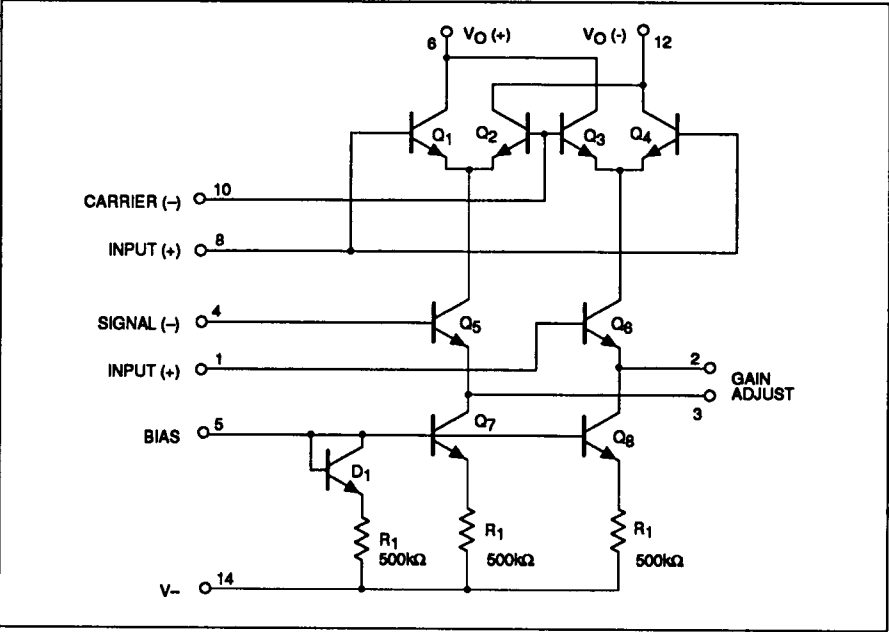 6 VO (+) VO (-) 12
Q1 Q2 Q3 Q4
CARRIER (–) 10
INPUT (+) 8
SIGNAL (–) 4 Q5 Q6
INPUT (+) 1
2
GAIN
ADJUST
3
BIAS 5 Q7 Q8
D1
R1 R1 R1
500kΩ 500kΩ 500kΩ
V– 14